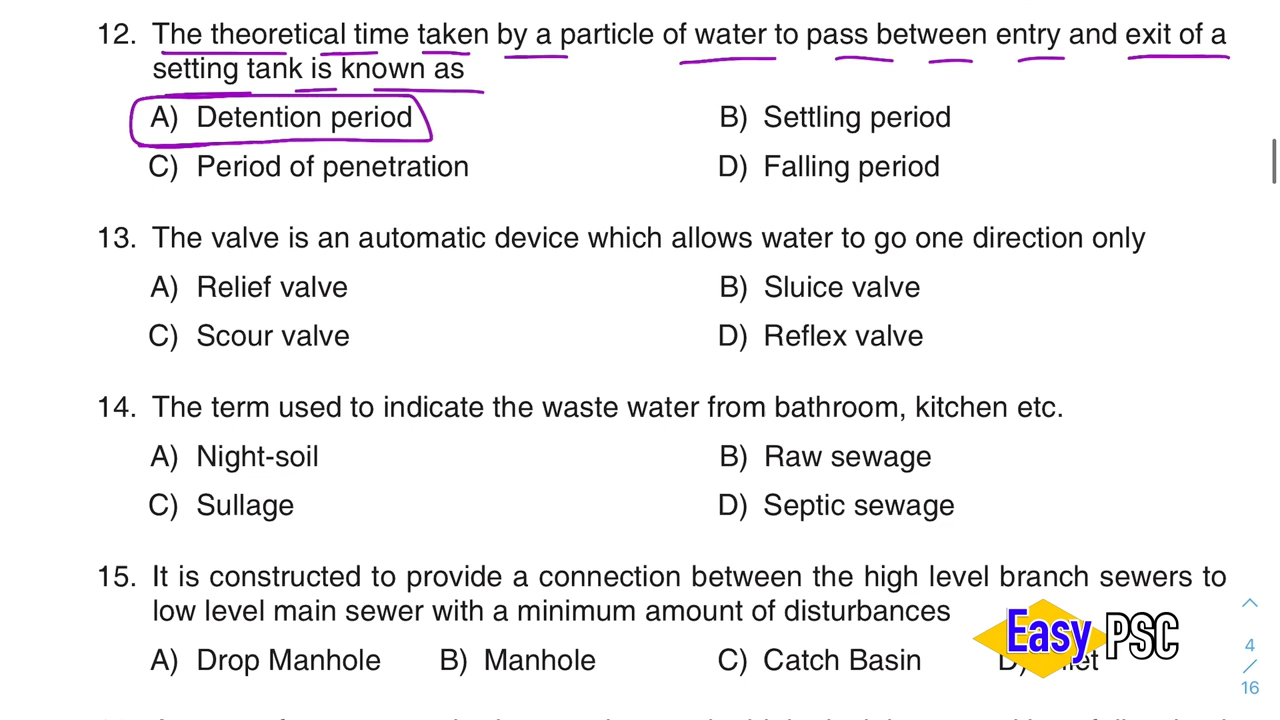 12. The theoretical time taken by a particle of water to pass between entry and exit of a
setting tank is known as
A) Detention period B) Settling period
C) Period of penetration D) Falling period
13. The valve is an automatic device which allows water to go one direction only
A) Relief valve B) Sluice valve
C) Scour valve D) Reflex valve
14. The term used to indicate the waste water from bathroom, kitchen etc.
A) Night-soil B) Raw sewage
C) Sullage D) Septic sewage
15. It is constructed to provide a connection between the high level branch sewers to
low level main sewer with a minimum amount of disturbances
A) Drop Manhole B) Manhole C) Catch Basin D)
Easy PSC
4
/
16